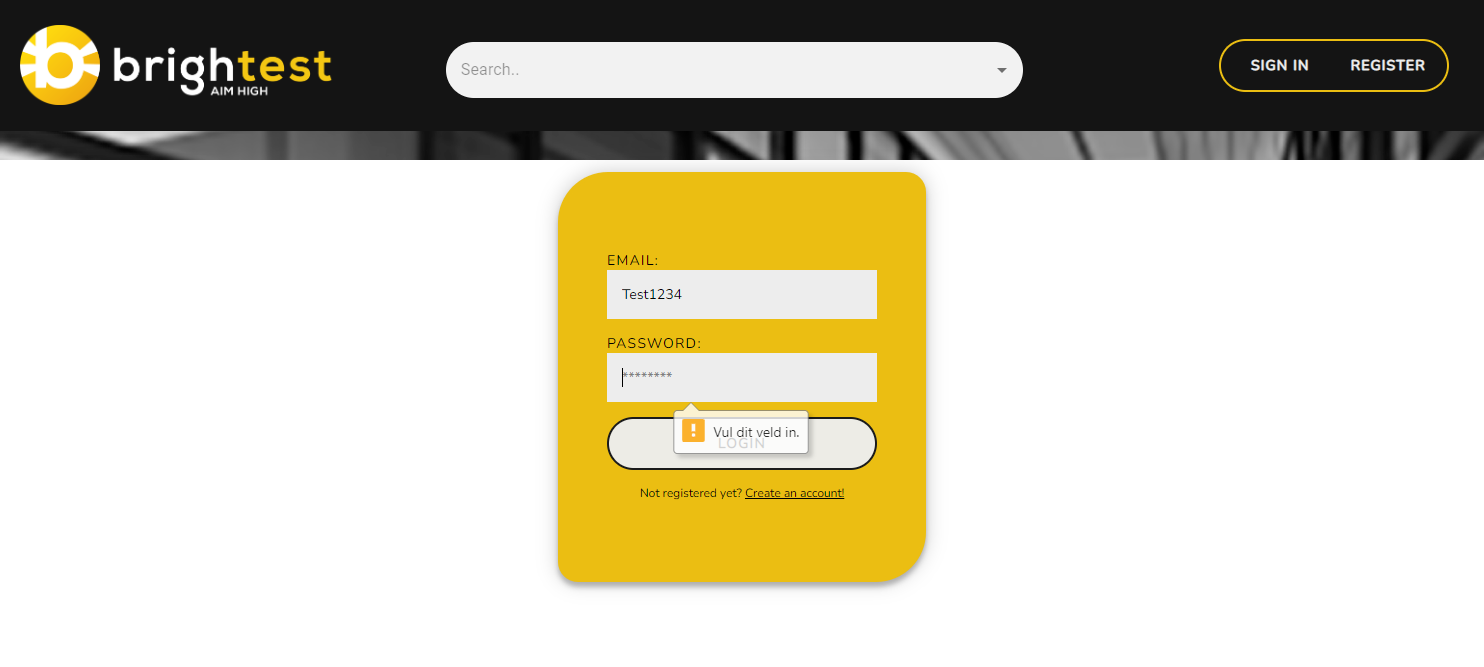 brightest
AIM HIGH
Search..
SIGN IN
REGISTER
EMAIL:
Test1234
PASSWORD:
********
Vul dit veld in.
LOGIN
Not registered yet? Create an account!